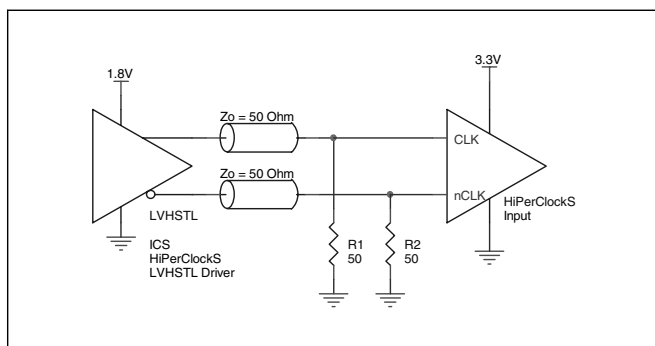 1.8V
3.3V
Zo = 50 Ohm
CLK
Zo = 50 Ohm
nCLK
HiPerClockS
Input
LVHSTL
ICS
HiPerClockS
LVHSTL Driver
R1
50
R2
50